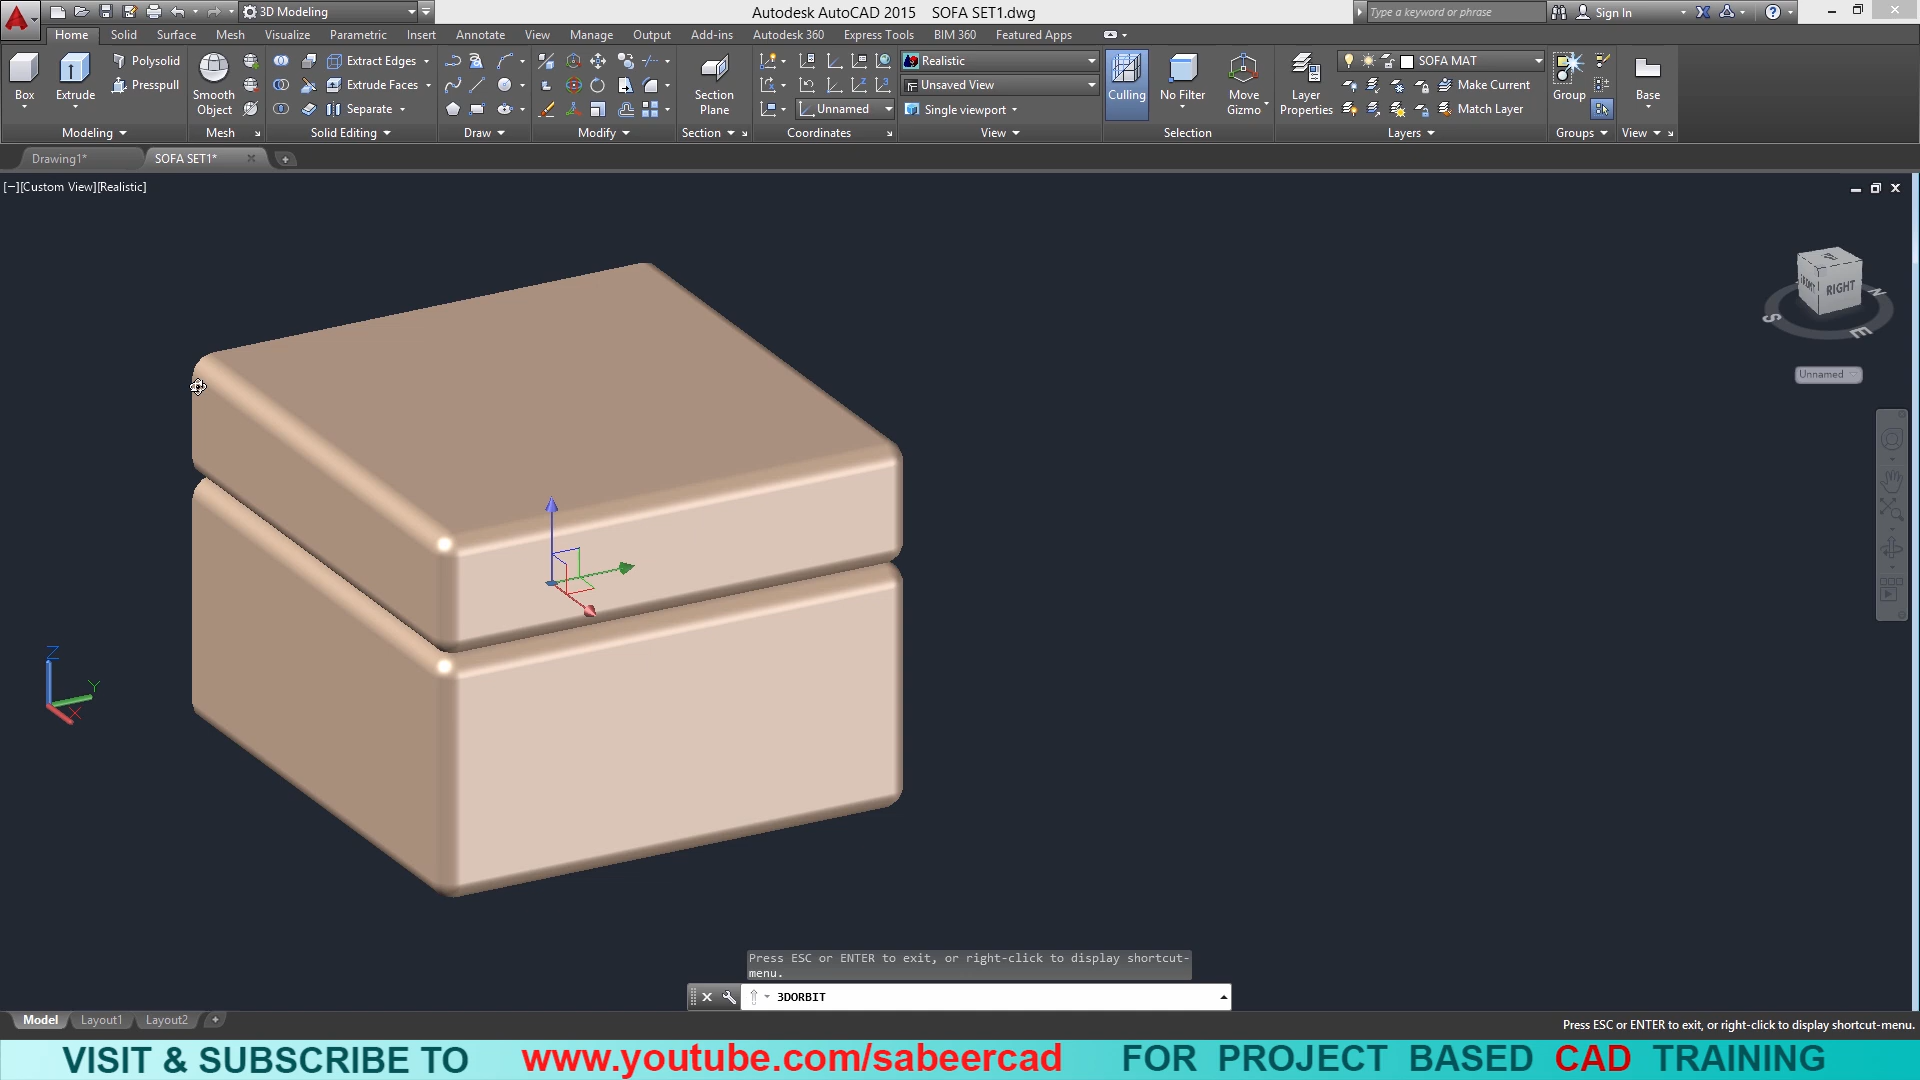 3D Modeling
Autodesk AutoCAD 2015 SOFA SET1.dwg
Type a keyword or phrase
Sign In
Home Solid Surface Mesh Visualize Parametric Insert Annotate View Manage Output Add-ins Autodesk 360 Express Tools BIM 360 Featured Apps
Polysolid
Extract Edges
Realistic
SOFA MAT
Presspull
Extrude Faces
Unsaved View
Make Current
Box
Extrude
Smooth
Object
Separate
Section
Plane
Unnamed
Single viewport
Culling
No Filter
Move
Gizmo
Layer
Properties
Match Layer
Group
Base
Modeling
Mesh
Solid Editing
Draw
Modify
Section
Coordinates
View
Selection
Layers
Groups
View
Drawing1*
SOFA SET1*
[−][Custom View][Realistic]
FRONT
RIGHT
N
S
E
Unnamed
Z
Y
X
Press ESC or ENTER to exit, or right-click to display shortcut-
menu.
3DORBIT
Model
Layout1
Layout2
Press ESC or ENTER to exit, or right-click to display shortcut-menu.
VISIT & SUBSCRIBE TO www.youtube.com/sabeercad FOR PROJECT BASED CAD TRAINING